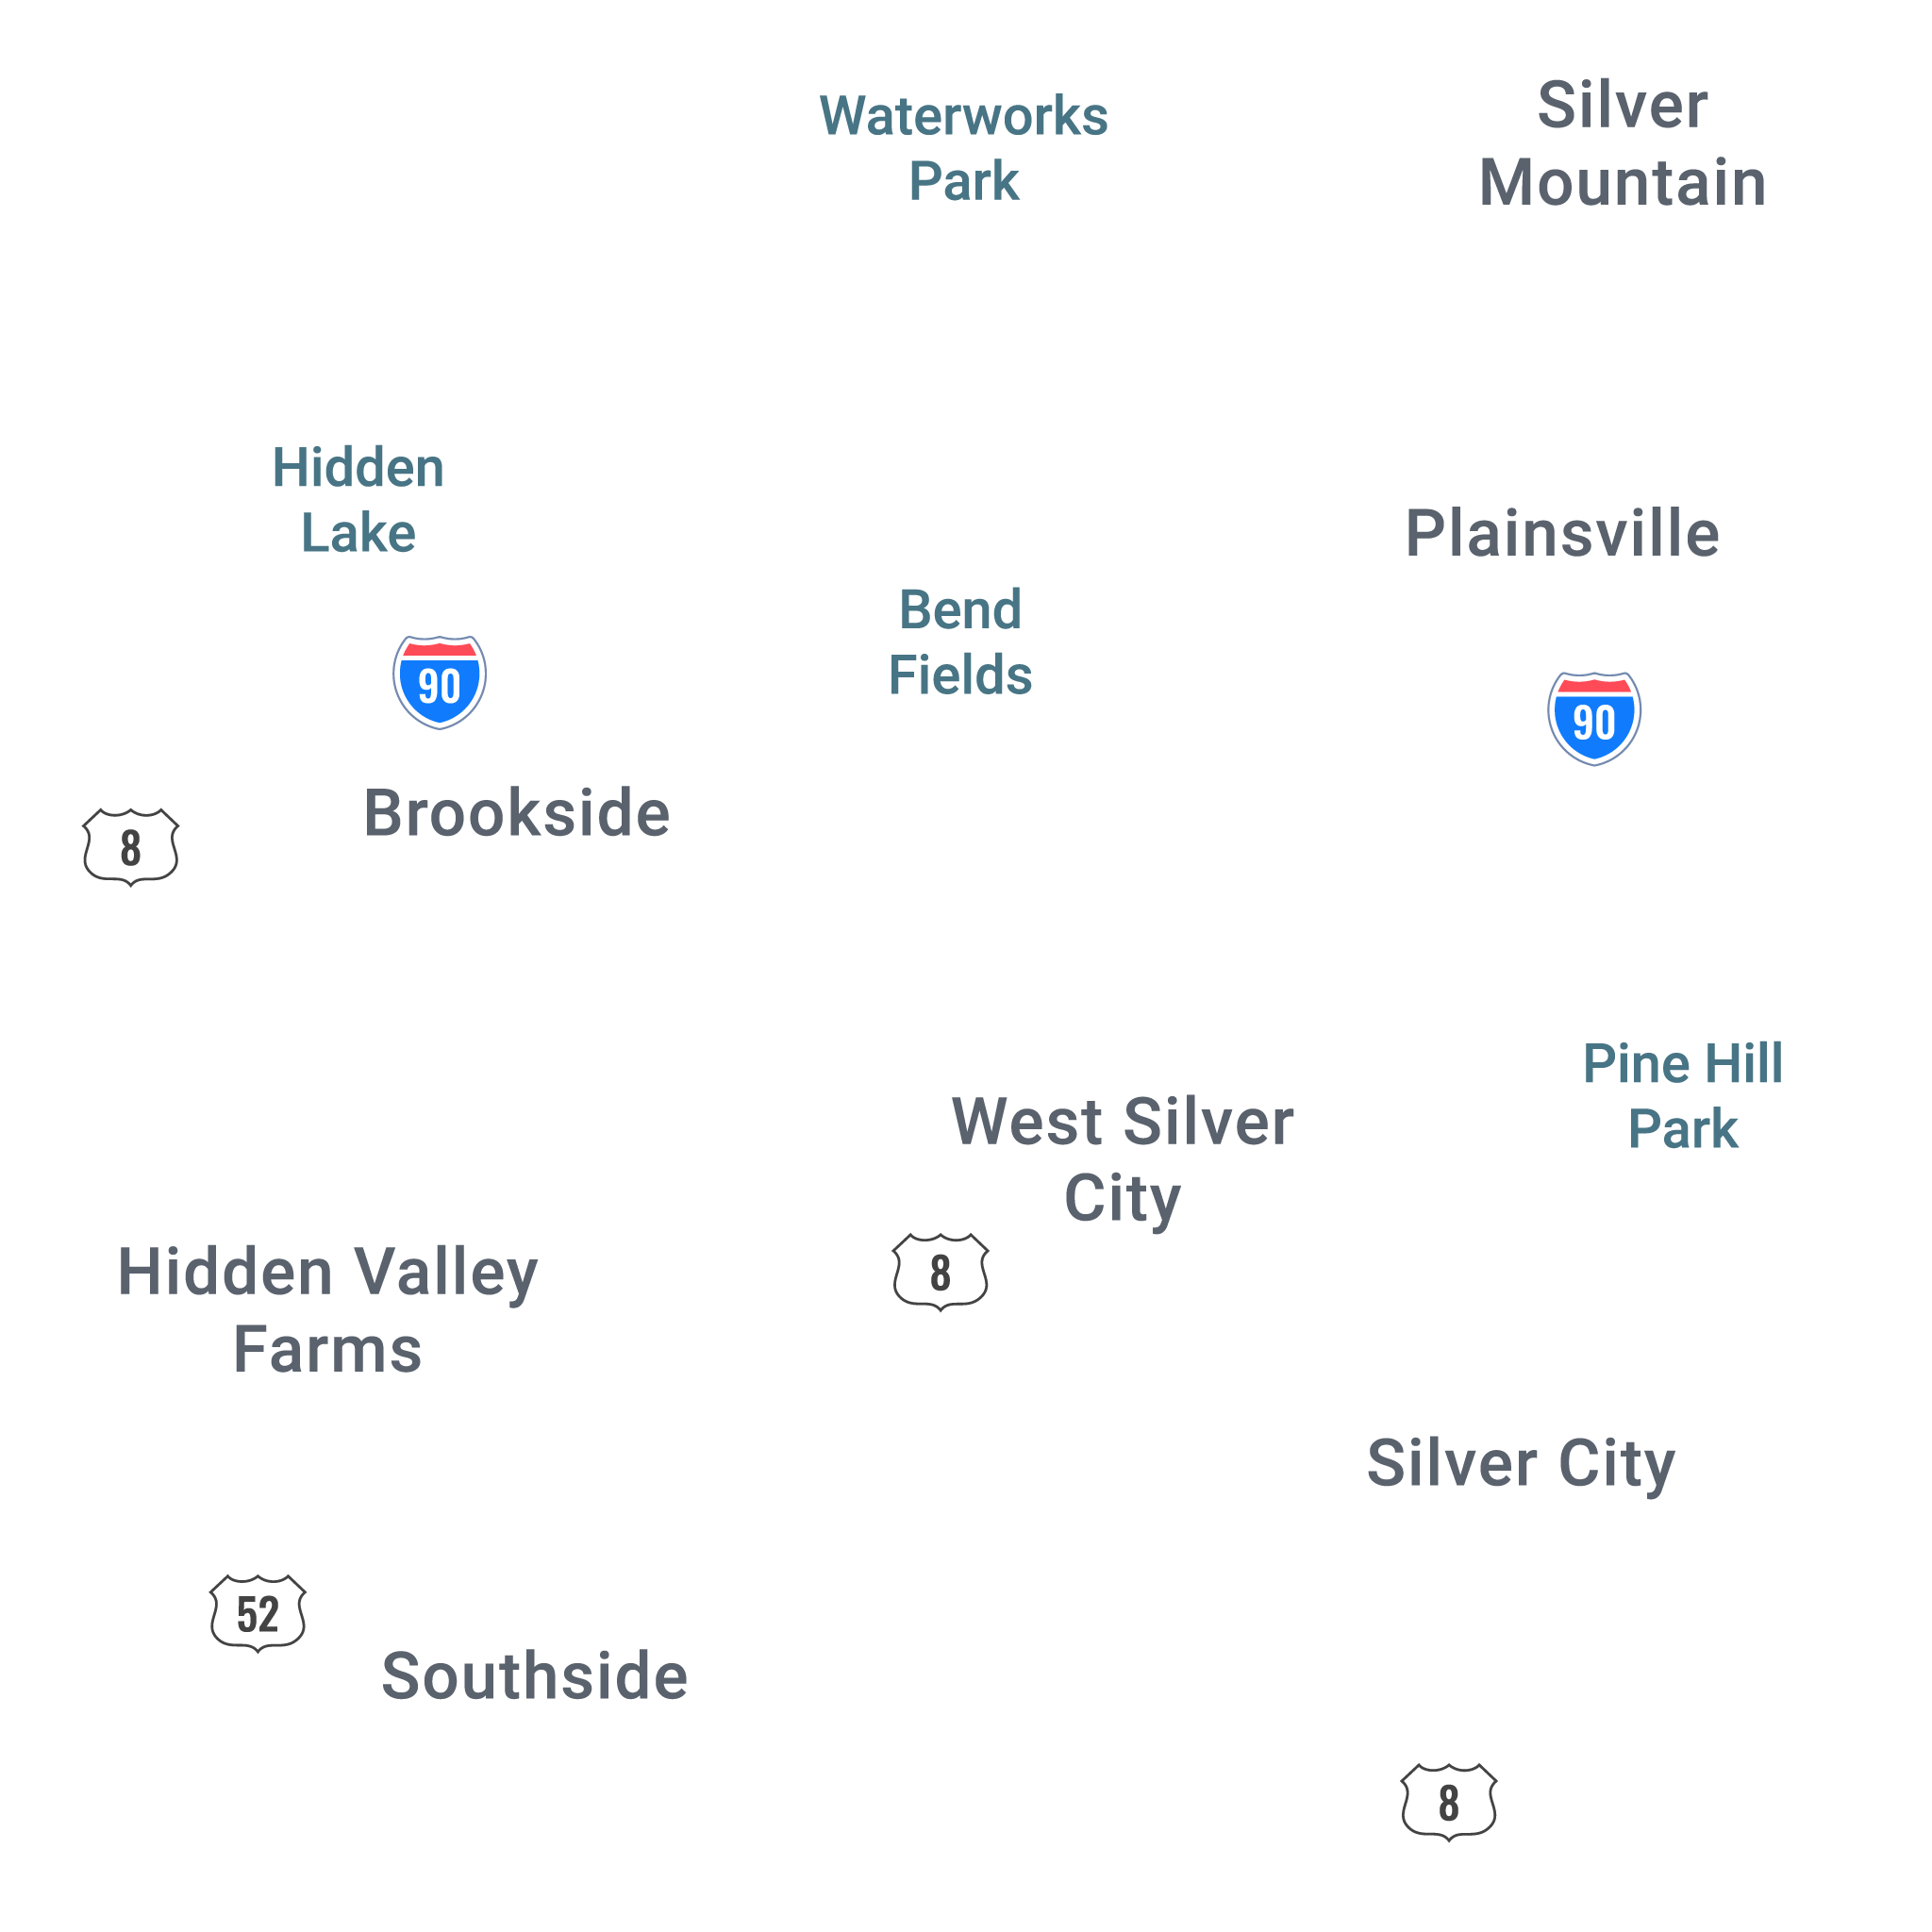 Waterworks
Park
Silver
Mountain
Hidden
Lake
Plainsville
Bend
Fields
90
90
Brookside
8
Pine Hill
Park
West Silver
City
8
Hidden Valley
Farms
Silver City
52
Southside
8